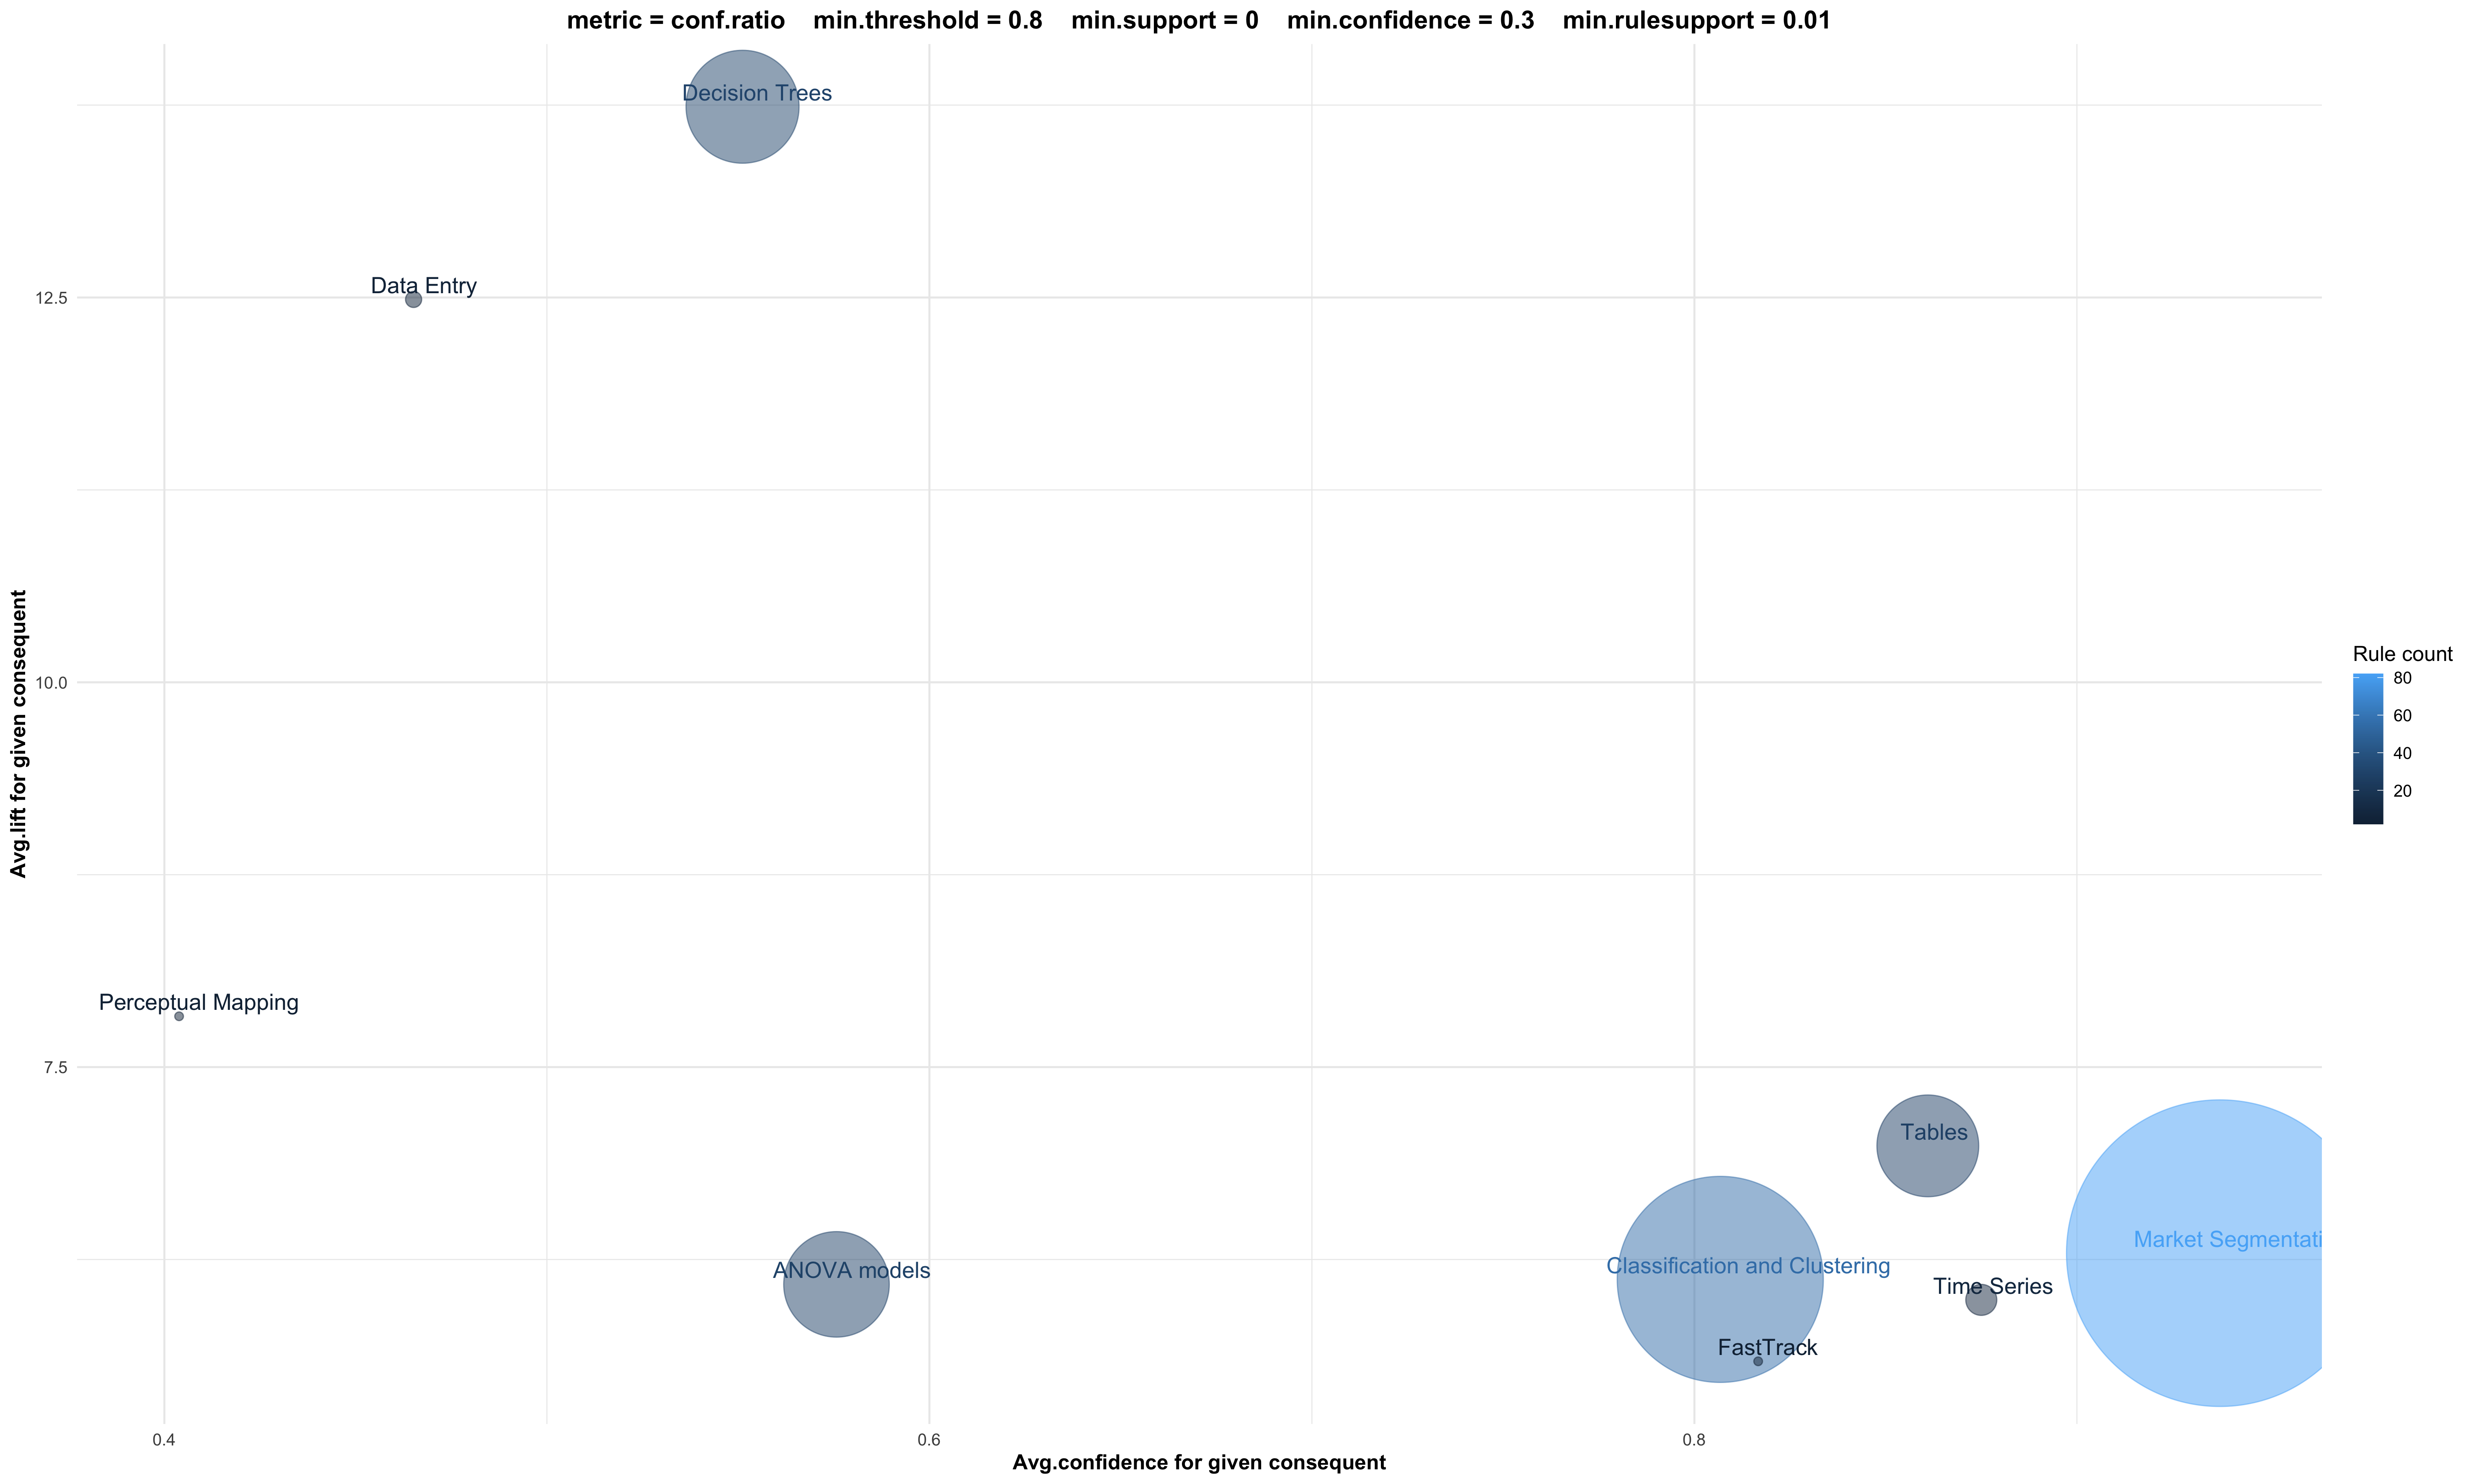 metric = conf.ratio min.threshold = 0.8 min.support = 0 min.confidence = 0.3 min.rulesupport = 0.01
Avg.lift for given consequent
12.5
10.0
7.5
Decision Trees
Data Entry
Perceptual Mapping
Tables
Market Segmentati
Classification and Clustering
ANOVA models
Time Series
FastTrack
0.4
0.6
0.8
Avg.confidence for given consequent
Rule count
80
60
40
20